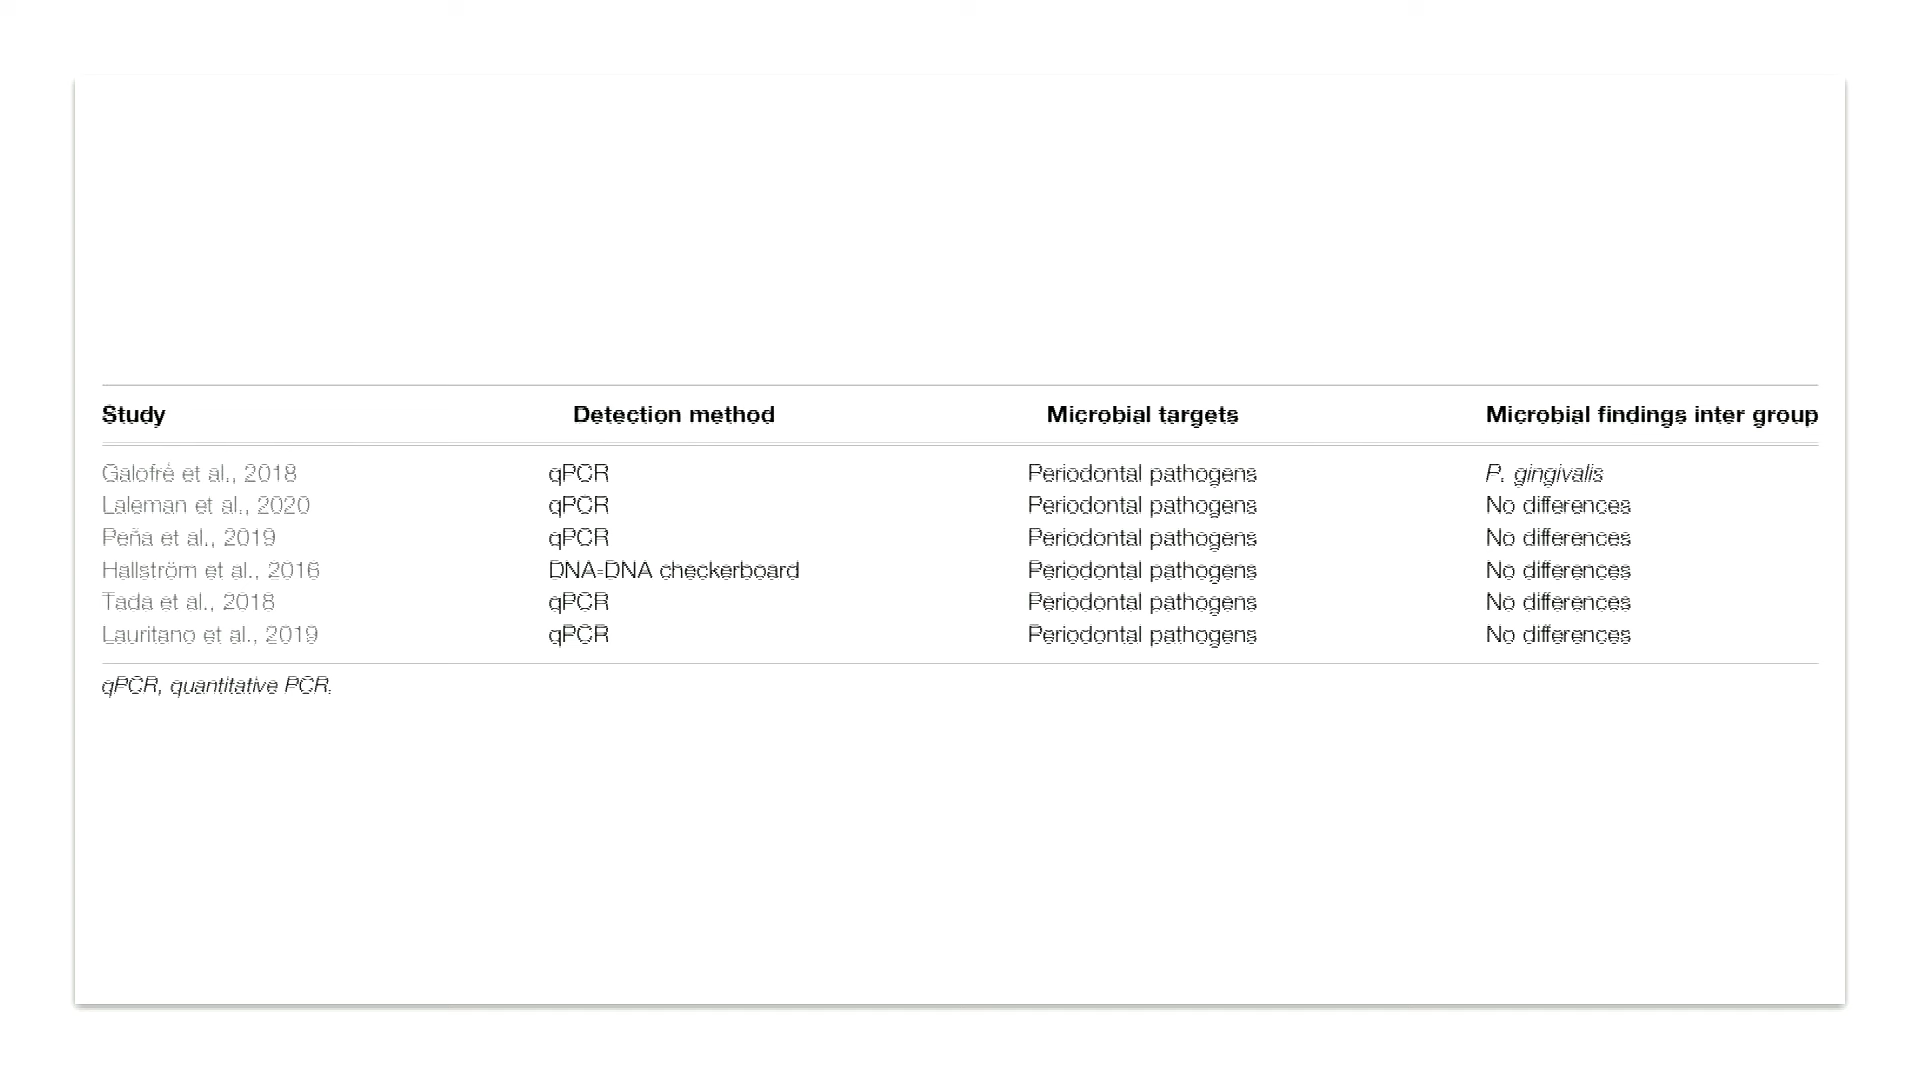 Study Detection method Microbial targets Microbial findings inter group
Galofré et al., 2018 qPCR Periodontal pathogens P. gingivalis
Laleman et al., 2020 qPCR Periodontal pathogens No differences
Peña et al., 2019 qPCR Periodontal pathogens No differences
Hallström et al., 2016 DNA-DNA checkerboard Periodontal pathogens No differences
Tada et al., 2018 qPCR Periodontal pathogens No differences
Lauritano et al., 2019 qPCR Periodontal pathogens No differences
qPCR, quantitative PCR.